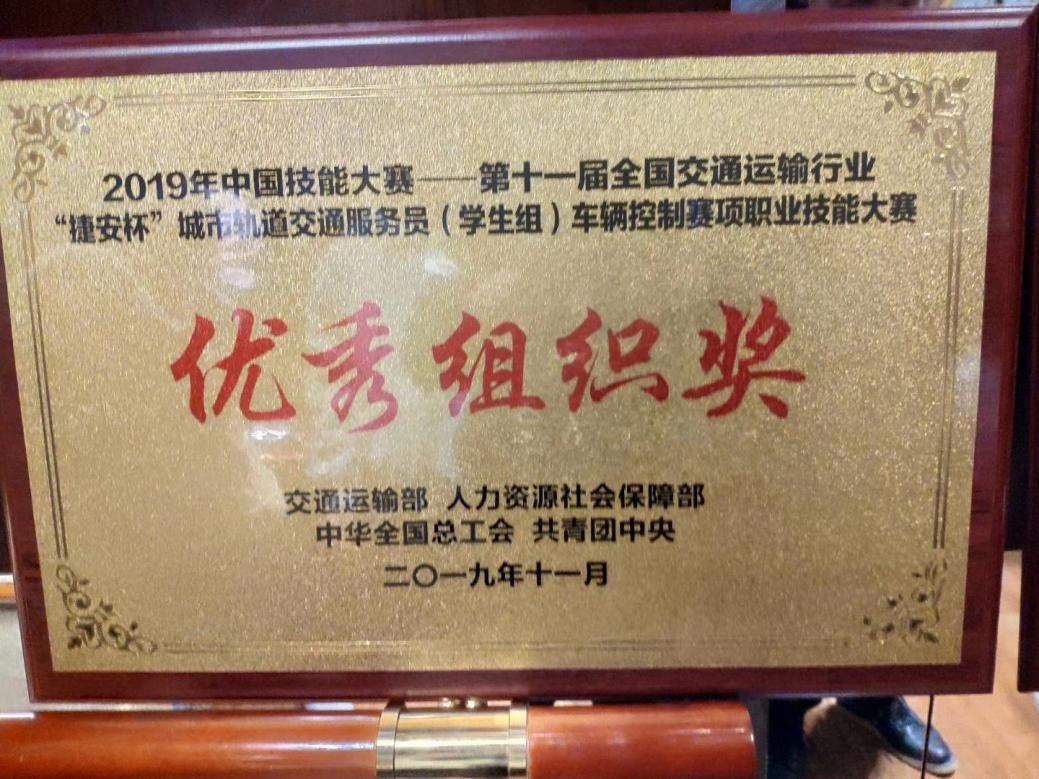 2019年中国技能大赛——第十一届全国交通运输行业
“捷安杯”城市轨道交通服务员（学生组）车辆控制赛项职业技能大赛
优秀组织奖
交通运输部 人力资源社会保障部
中华全国总工会 共青团中央
二〇一九年十一月